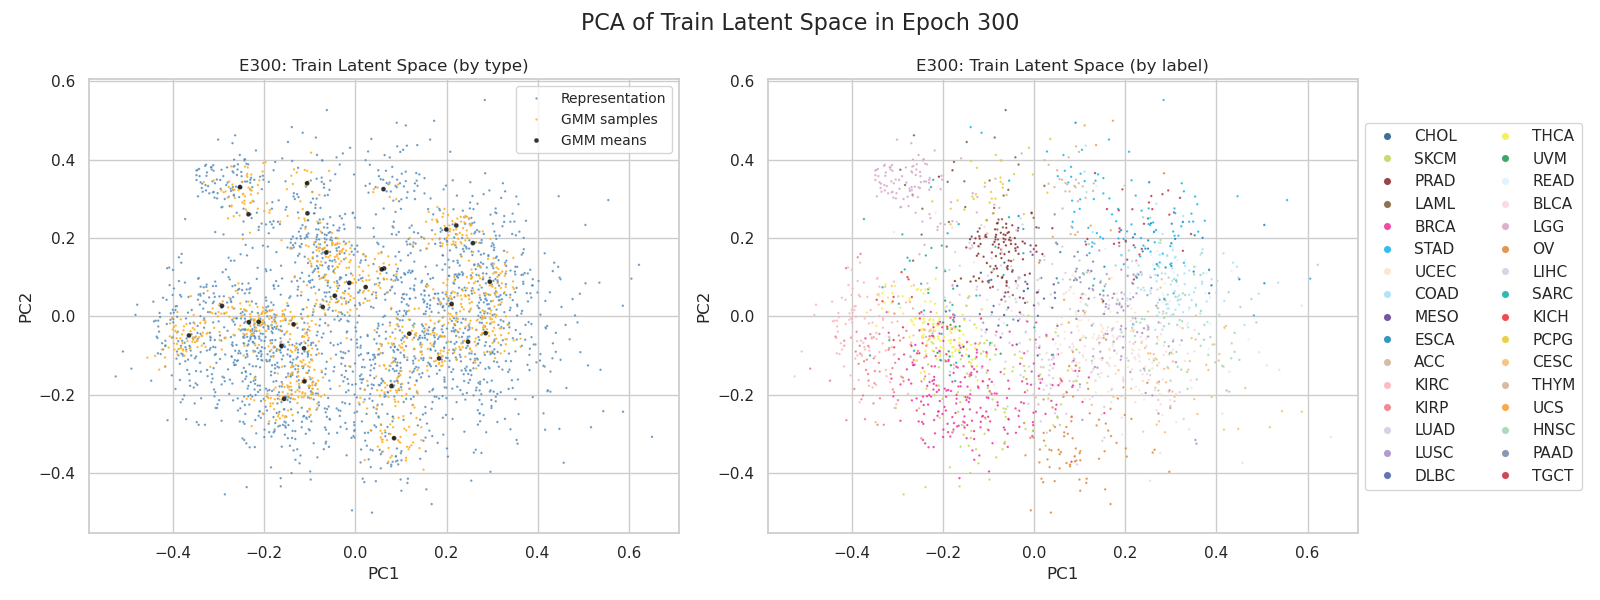 PCA of Train Latent Space in Epoch 300
E300: Train Latent Space (by type)
0.6
0.4
0.2
0.0
−0.2
−0.4
PC2
−0.4 −0.2 0.0 0.2 0.4 0.6
PC1
Representation
GMM samples
GMM means
E300: Train Latent Space (by label)
0.6
0.4
0.2
0.0
−0.2
−0.4
PC2
−0.4 −0.2 0.0 0.2 0.4 0.6
PC1
CHOL
SKCM
PRAD
LAML
BRCA
STAD
UCEC
COAD
MESO
ESCA
ACC
KIRC
KIRP
LUAD
LUSC
DLBC
THCA
UVM
READ
BLCA
LGG
OV
LIHC
SARC
KICH
PCPG
CESC
THYM
UCS
HNSC
PAAD
TGCT